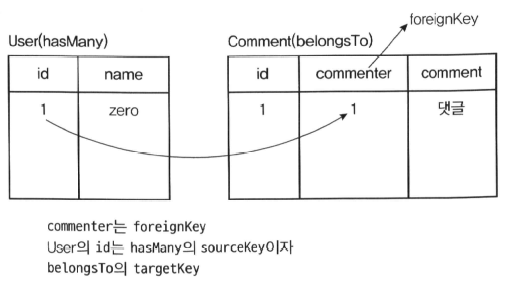 foreignKey
User(hasMany)
Comment(belongsTo)
id name
id commenter comment
1 zero
1 1 댓글
commenter는 foreignKey
User의 id는 hasMany의 sourceKey이자
belongsTo의 targetKey